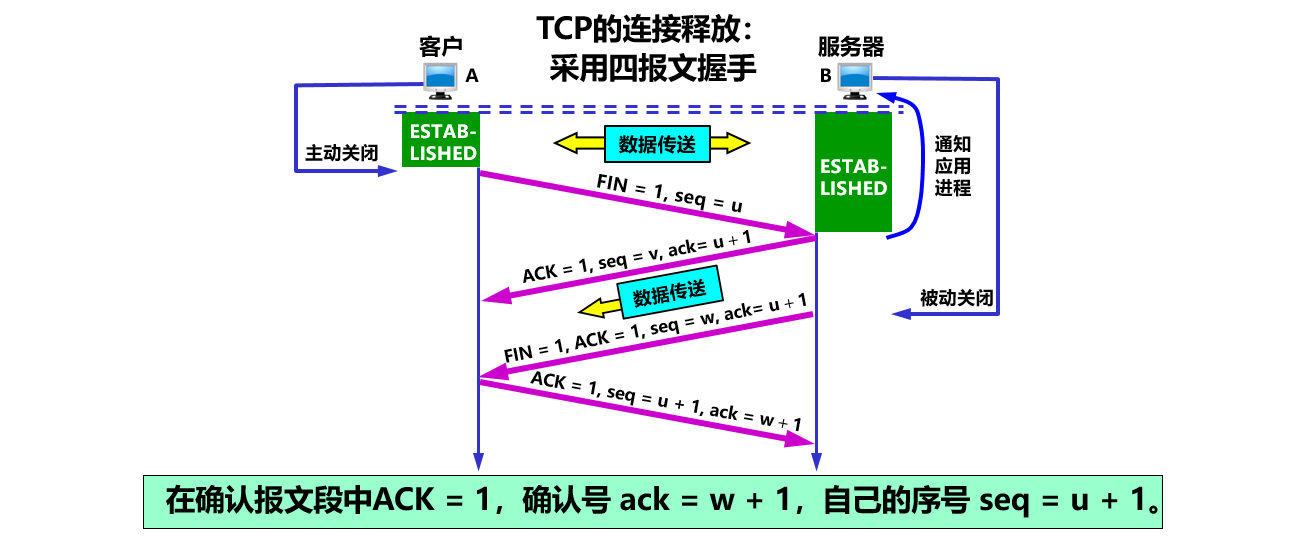 TCP的连接释放：
采用四报文握手
客户
A
服务器
B
ESTAB-
LISHED
数据传送
ESTAB-
LISHED
通知
应用
进程
主动关闭
FIN = 1, seq = u
ACK = 1, seq = v, ack= u + 1
数据传送
被动关闭
FIN = 1, ACK = 1, seq = w, ack= u + 1
ACK = 1, seq = u + 1, ack = w + 1
在确认报文段中ACK = 1，确认号 ack = w + 1，自己的序号 seq = u + 1。